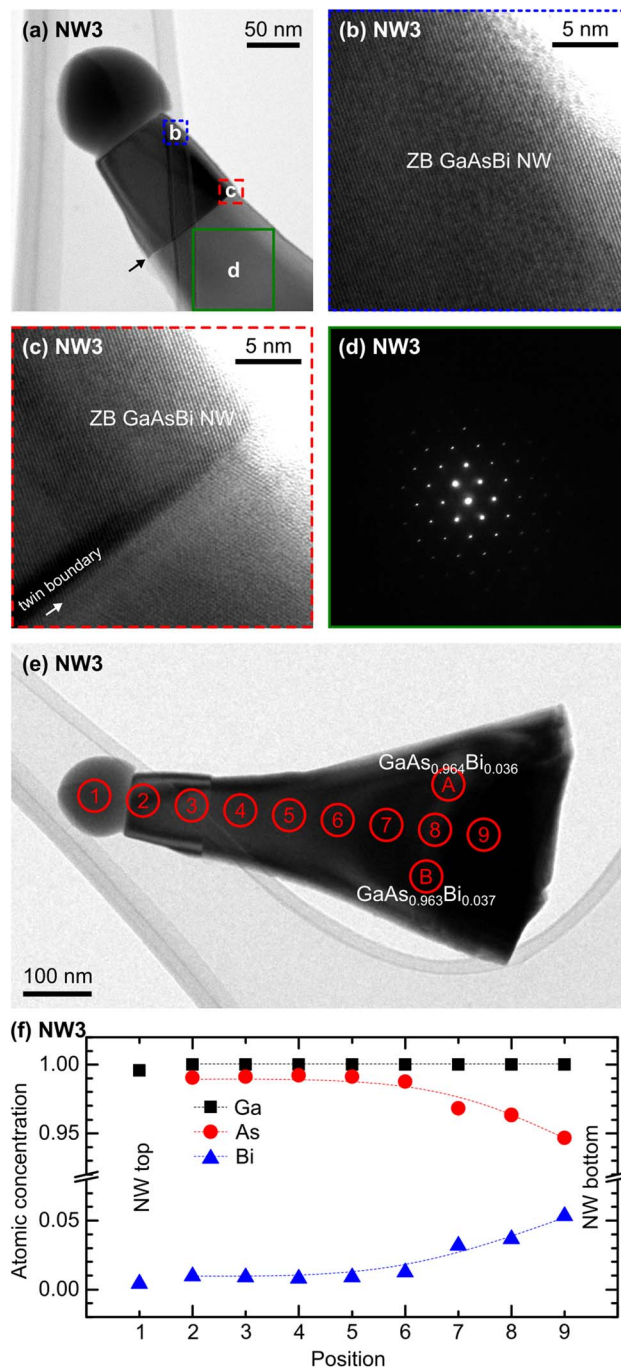 (a) NW3
50 nm
b
c
d
(b) NW3
5 nm
ZB GaAsBi NW
(c) NW3
5 nm
ZB GaAsBi NW
twin boundary
(d) NW3
(e) NW3
GaAs0.964Bi0.036
A
1 2 3 4 5 6 7 8 9
B
GaAs0.963Bi0.037
100 nm
(f) NW3
1.00
Ga
As
Bi
0.95
0.05
0.00
Atomic concentration
NW top
NW bottom
1 2 3 4 5 6 7 8 9
Position